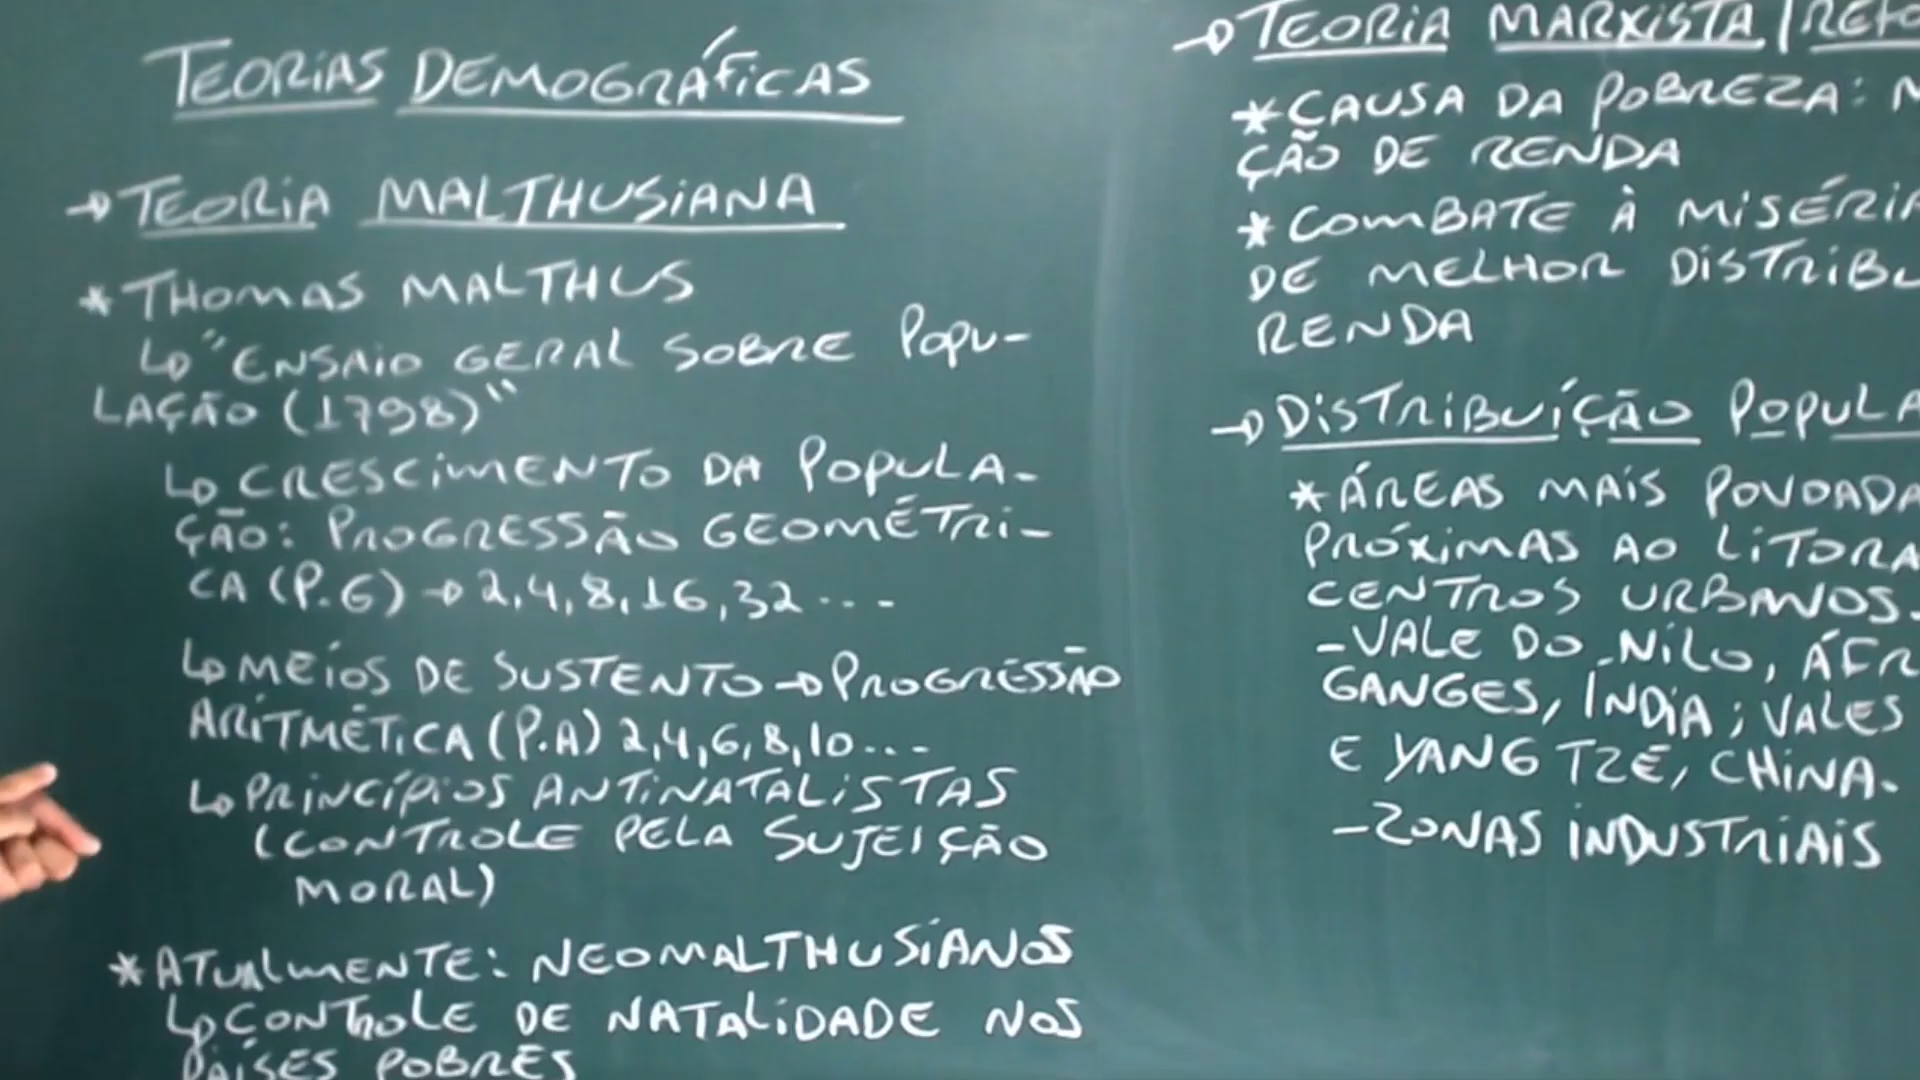 TEORIAS DEMOGRÁFICAS
→ TEORIA MALTHUSIANA
* THOMAS MALTHUS
↳ "ENSAIO GERAL SOBRE POPU-
LAÇÃO (1798)"
↳ CRESCIMENTO DA POPULA-
ÇÃO: PROGRESSÃO GEOMÉTRI-
CA (P.G) → 2,4,8,16,32...
↳ MEIOS DE SUSTENTO → PROGRESSÃO
ARITMÉTICA (P.A) 2,4,6,8,10...
↳ PRINCÍPIOS ANTINATALISTAS
(CONTROLE PELA SUJEIÇÃO
MORAL)
* ATUALMENTE: NEOMALTHUSIANOS
↳ CONTROLE DE NATALIDADE NOS
PAÍSES POBRES
→ TEORIA MARXISTA /
* CAUSA DA POBREZA:
ÇÃO DE RENDA
* COMBATE À MISÉRI
DE MELHOR DISTRIBU
RENDA
→ DISTRIBUIÇÃO POPULA
* ÁREAS MAIS POVOADA
PRÓXIMAS AO LITORA
CENTROS URBANOS.
- VALE DO NILO, ÁFR
GANGES, ÍNDIA; VALES
E YANG TZÉ, CHINA.
- ZONAS INDUSTRIAIS